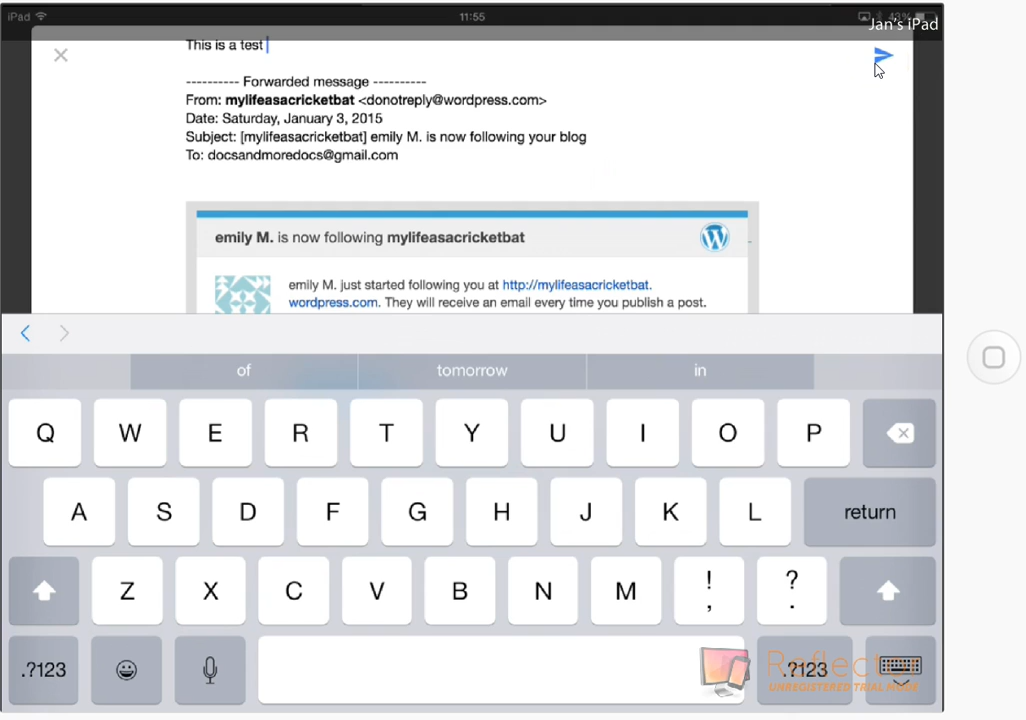 iPad 11:55 43%
Jan's iPad
This is a test
---------- Forwarded message ----------
From: mylifeasacricketbat <donotreply@wordpress.com>
Date: Saturday, January 3, 2015
Subject: [mylifeasacricketbat] emily M. is now following your blog
To: docsandmoredocs@gmail.com
emily M. is now following mylifeasacricketbat
W
emily M. just started following you at http://mylifeasacricketbat.
wordpress.com. They will receive an email every time you publish a post.
of tomorrow in
Q W E R T Y U I O P
A S D F G H J K L return
Z X C V B N M ! , ? .
.?123 .?123
Reflector
UNREGISTERED TRIAL MODE